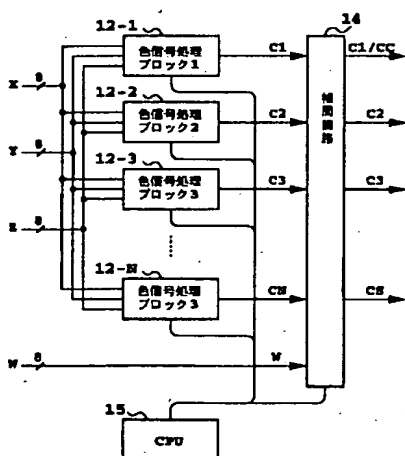 12-1
色信号処理
ブロック1
C1
14
C1/CC
X 8
12-2
色信号処理
ブロック2
C2
補間回路
C2
Y 8
12-3
色信号処理
ブロック3
C3
C3
Z 8
12-N
色信号処理
ブロック3
CN
CS
W 8
W
15
CPU